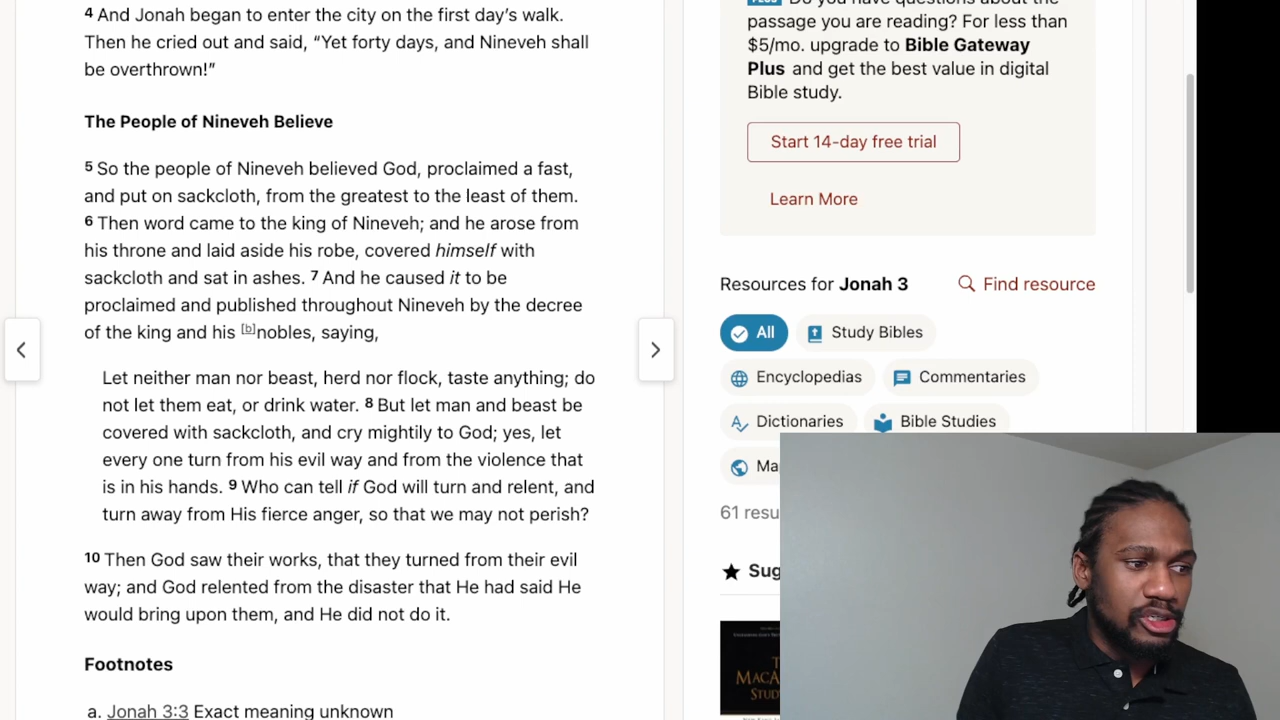 4 And Jonah began to enter the city on the first day’s walk.
Then he cried out and said, “Yet forty days, and Nineveh shall
be overthrown!”
The People of Nineveh Believe
5 So the people of Nineveh believed God, proclaimed a fast,
and put on sackcloth, from the greatest to the least of them.
6 Then word came to the king of Nineveh; and he arose from
his throne and laid aside his robe, covered himself with
sackcloth and sat in ashes. 7 And he caused it to be
proclaimed and published throughout Nineveh by the decree
of the king and his [b]nobles, saying,
Let neither man nor beast, herd nor flock, taste anything; do
not let them eat, or drink water. 8 But let man and beast be
covered with sackcloth, and cry mightily to God; yes, let
every one turn from his evil way and from the violence that
is in his hands. 9 Who can tell if God will turn and relent, and
turn away from His fierce anger, so that we may not perish?
10 Then God saw their works, that they turned from their evil
way; and God relented from the disaster that He had said He
would bring upon them, and He did not do it.
Footnotes
a. Jonah 3:3 Exact meaning unknown
PLUS Do you have questions about the
passage you are reading? For less than
$5/mo. upgrade to Bible Gateway
Plus and get the best value in digital
Bible study.
Start 14-day free trial
Learn More
Resources for Jonah 3
Find resource
All
Study Bibles
Encyclopedias
Commentaries
Dictionaries
Bible Studies
Ma
61 resu
Sug
T
MACA
STUD